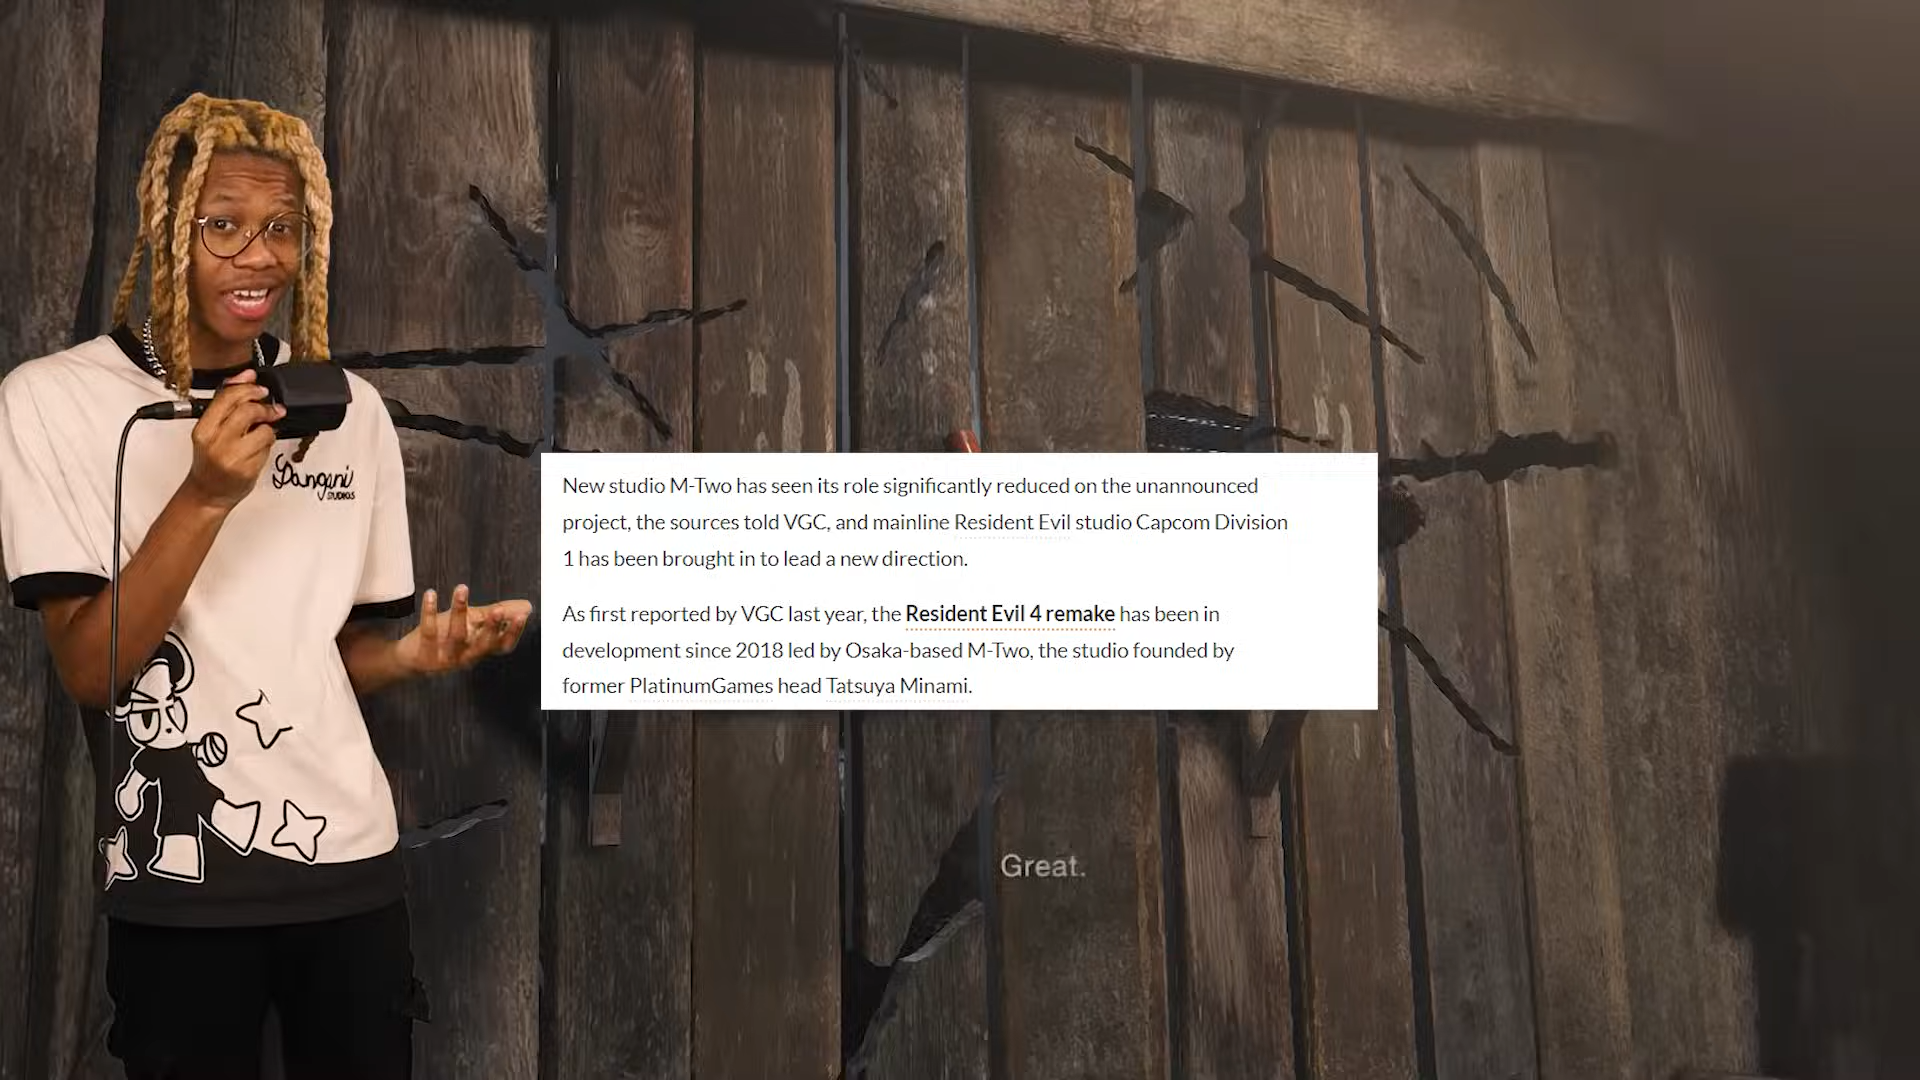 Dangani
STUDIOS
New studio M-Two has seen its role significantly reduced on the unannounced
project, the sources told VGC, and mainline Resident Evil studio Capcom Division
1 has been brought in to lead a new direction.
As first reported by VGC last year, the Resident Evil 4 remake has been in
development since 2018 led by Osaka-based M-Two, the studio founded by
former PlatinumGames head Tatsuya Minami.
Great.